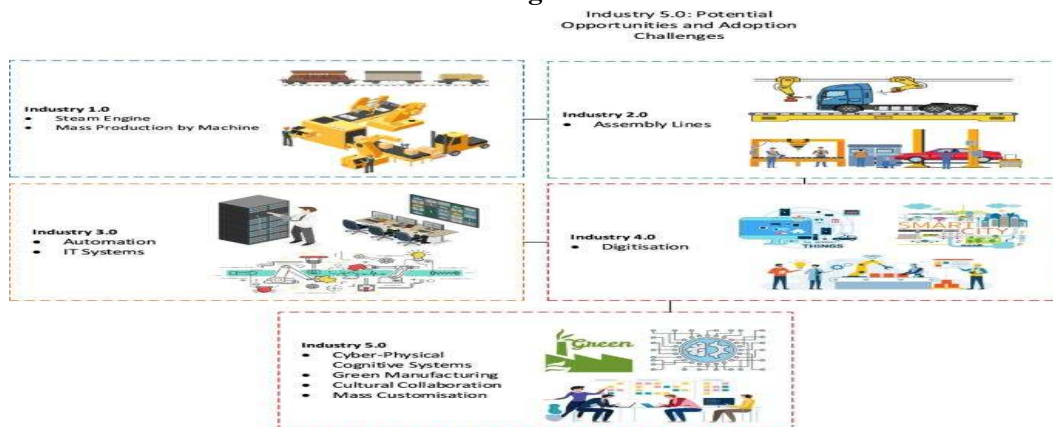 Industry 5.0: Potential
Opportunities and Adoption
Challenges
Industry 1.0
• Steam Engine
• Mass Production by Machine
Industry 2.0
• Assembly Lines
Industry 3.0
• Automation
• IT Systems
Industry 4.0
• Digitisation
THINGS
SMART CITY
Industry 5.0
• Cyber-Physical
Cognitive Systems
• Green Manufacturing
• Cultural Collaboration
• Mass Customisation
Green